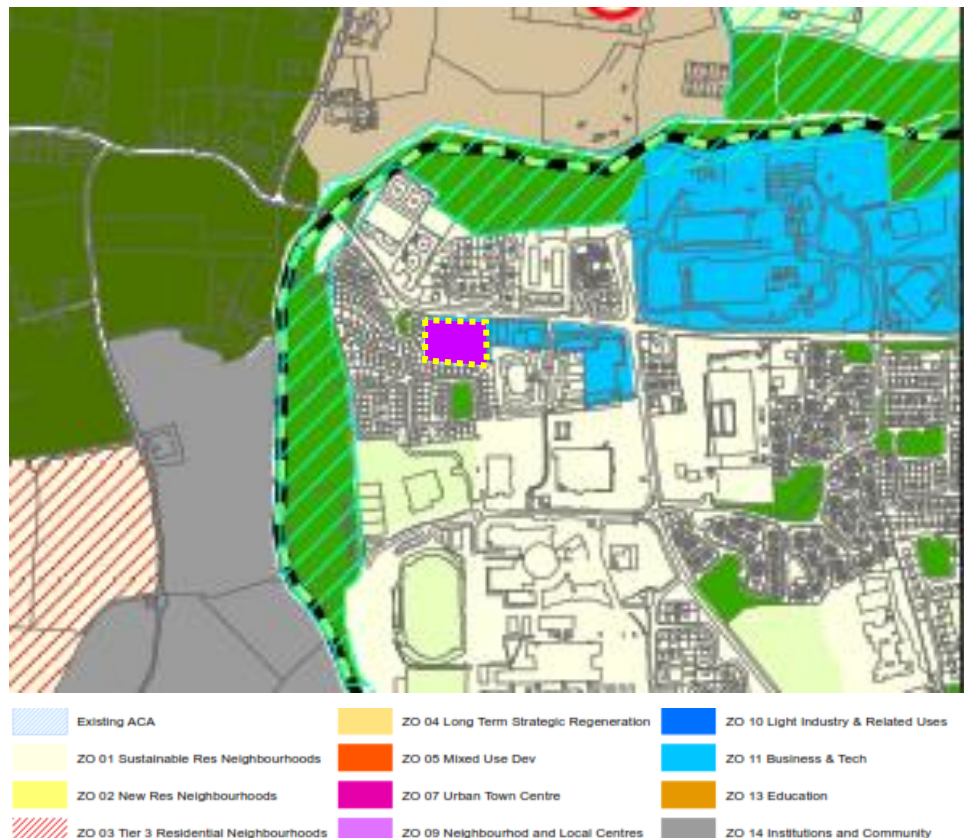 Existing ACA
ZO 04 Long Term Strategic Regeneration
ZO 10 Light Industry & Related Uses
ZO 01 Sustainable Res Neighbourhoods
ZO 05 Mixed Use Dev
ZO 11 Business & Tech
ZO 02 New Res Neighbourhoods
ZO 07 Urban Town Centre
ZO 13 Education
ZO 03 Tier 3 Residential Neighbourhoods
ZO 09 Neighbourhod and Local Centres
ZO 14 Institutions and Community